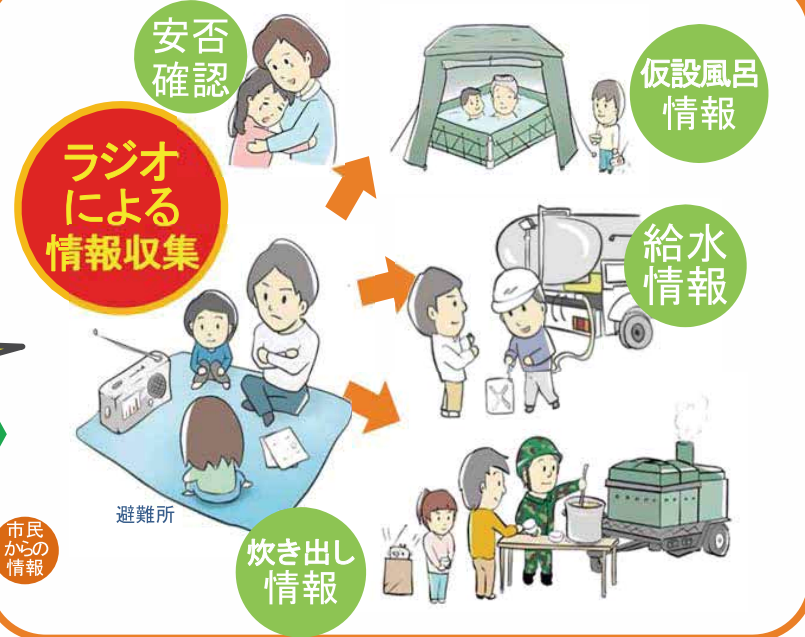 安否
確認
仮設風呂
情報
ラジオ
による
情報収集
給水
情報
避難所
市民
からの
情報
炊き出し
情報